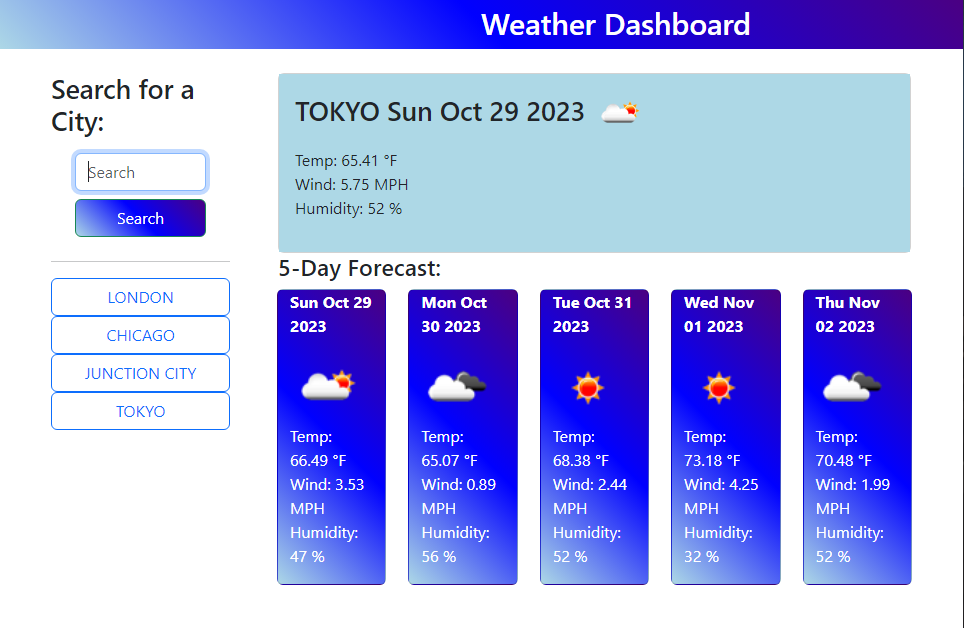 Weather Dashboard
Search for a
City:
Search
Search
LONDON
CHICAGO
JUNCTION CITY
TOKYO
TOKYO Sun Oct 29 2023
Temp: 65.41 °F
Wind: 5.75 MPH
Humidity: 52 %
5-Day Forecast:
Sun Oct 29
2023
Temp:
66.49 °F
Wind: 3.53
MPH
Humidity:
47 %
Mon Oct
30 2023
Temp:
65.07 °F
Wind: 0.89
MPH
Humidity:
56 %
Tue Oct 31
2023
Temp:
68.38 °F
Wind: 2.44
MPH
Humidity:
52 %
Wed Nov
01 2023
Temp:
73.18 °F
Wind: 4.25
MPH
Humidity:
32 %
Thu Nov
02 2023
Temp:
70.48 °F
Wind: 1.99
MPH
Humidity:
52 %